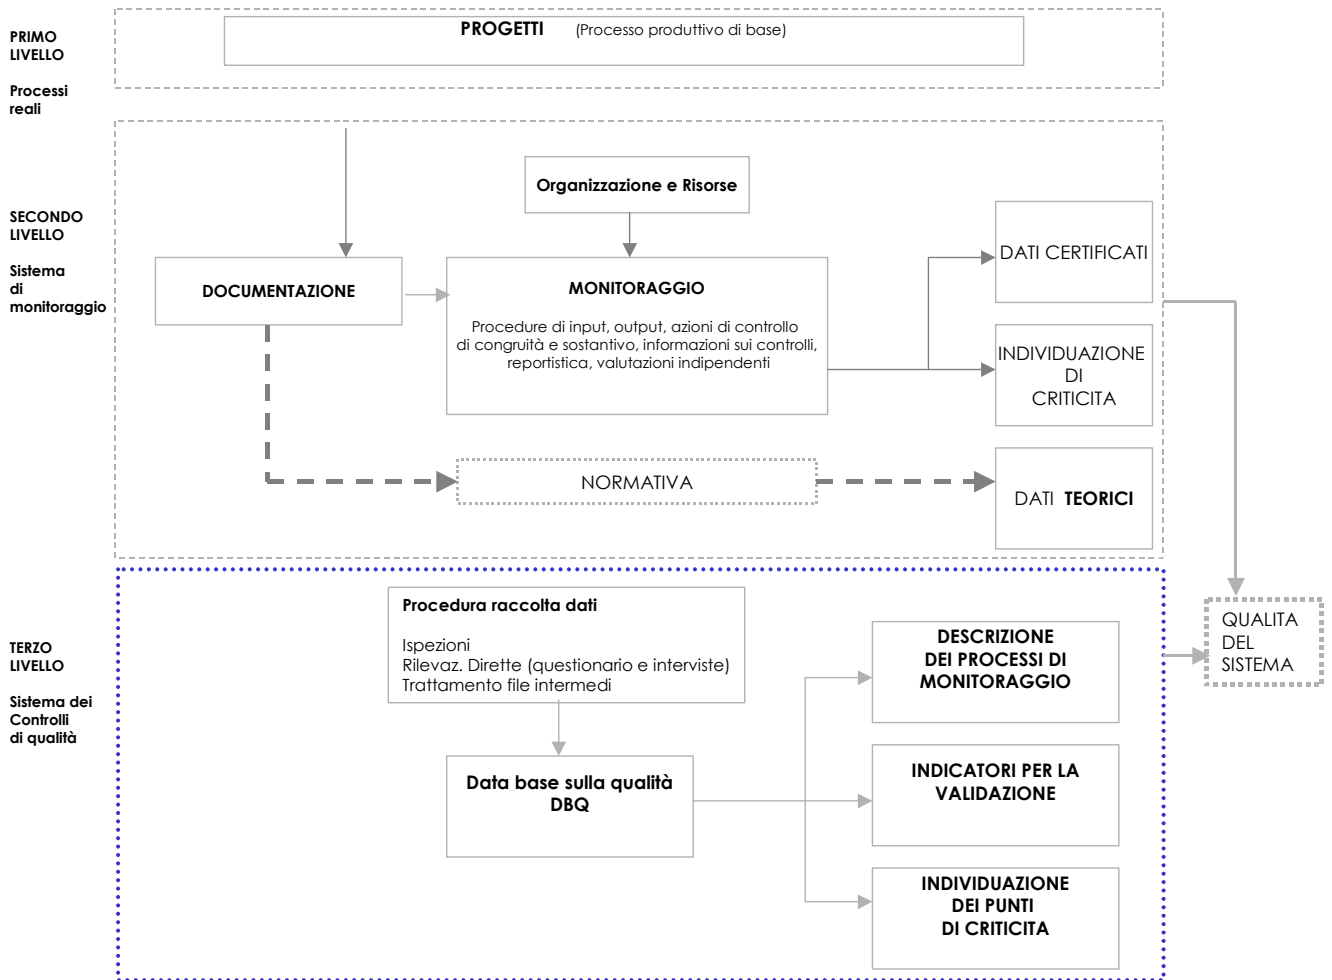 PRIMO
LIVELLO
Processi
reali
PROGETTI (Processo produttivo di base)
SECONDO
LIVELLO
Sistema
di
monitoraggio
Organizzazione e Risorse
DOCUMENTAZIONE
MONITORAGGIO
Procedure di input, output, azioni di controllo
di congruità e sostantivo, informazioni sui controlli,
reportistica, valutazioni indipendenti
DATI CERTIFICATI
INDIVIDUAZIONE
DI
CRITICITA
NORMATIVA
DATI TEORICI
TERZO
LIVELLO
Sistema dei
Controlli
di qualità
Procedura raccolta dati
Ispezioni
Rilevaz. Dirette (questionario e interviste)
Trattamento file intermedi
Data base sulla qualità
DBQ
DESCRIZIONE
DEI PROCESSI DI
MONITORAGGIO
INDICATORI PER LA
VALIDAZIONE
INDIVIDUAZIONE
DEI PUNTI
DI CRITICITA
QUALITA
DEL
SISTEMA